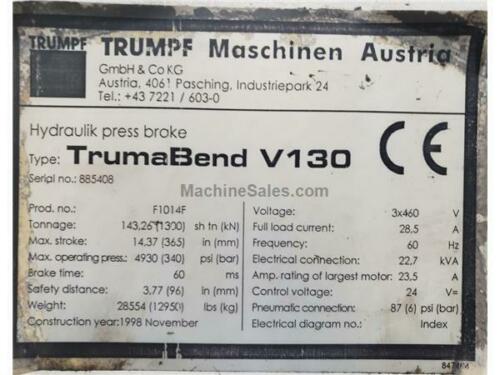 TRUMPF TRUMPF Maschinen Austria
GmbH & Co KG
Austria, 4061 Pasching, Industriepark 24
Tel.: +43 7221 / 603-0
Hydraulik press broke
Type: TrumaBend V130 CE
Serial no.: 885408
MachineSales.com
Prod. no.: F1014F
Tonnage: 143,26 (1300) sh tn (kN)
Max. stroke: 14,37 (365) in (mm)
Max. operating press.: 4930 (340) psi (bar)
Brake time: 60 ms
Safety distance: 3,77 (96) in (mm)
Weight: 28554 (12950) lbs (kg)
Construction year: 1998 November
Voltage: 3x460 V
Full load current: 28,5 A
Frequency: 60 Hz
Electrical connection: 22,7 kVA
Amp. rating of largest motor: 23,5 A
Control voltage: 24 V=
Pneumatic connection: 87 (6) psi (bar)
Electrical diagram no.: Index